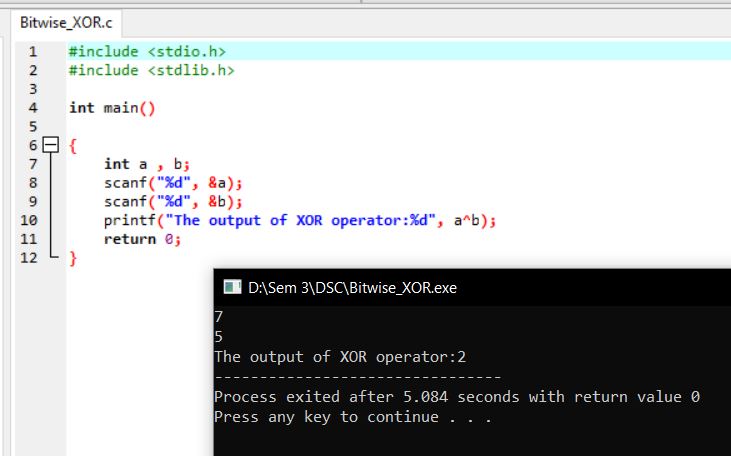 Bitwise_XOR.c
1 #include <stdio.h>
2 #include <stdlib.h>
3
4 int main()
5
6 {
7 int a , b;
8 scanf("%d", &a);
9 scanf("%d", &b);
10 printf("The output of XOR operator:%d", a^b);
11 return 0;
12 }
D:\Sem 3\DSC\Bitwise_XOR.exe
7
5
The output of XOR operator:2
--------------------------------
Process exited after 5.084 seconds with return value 0
Press any key to continue . . .